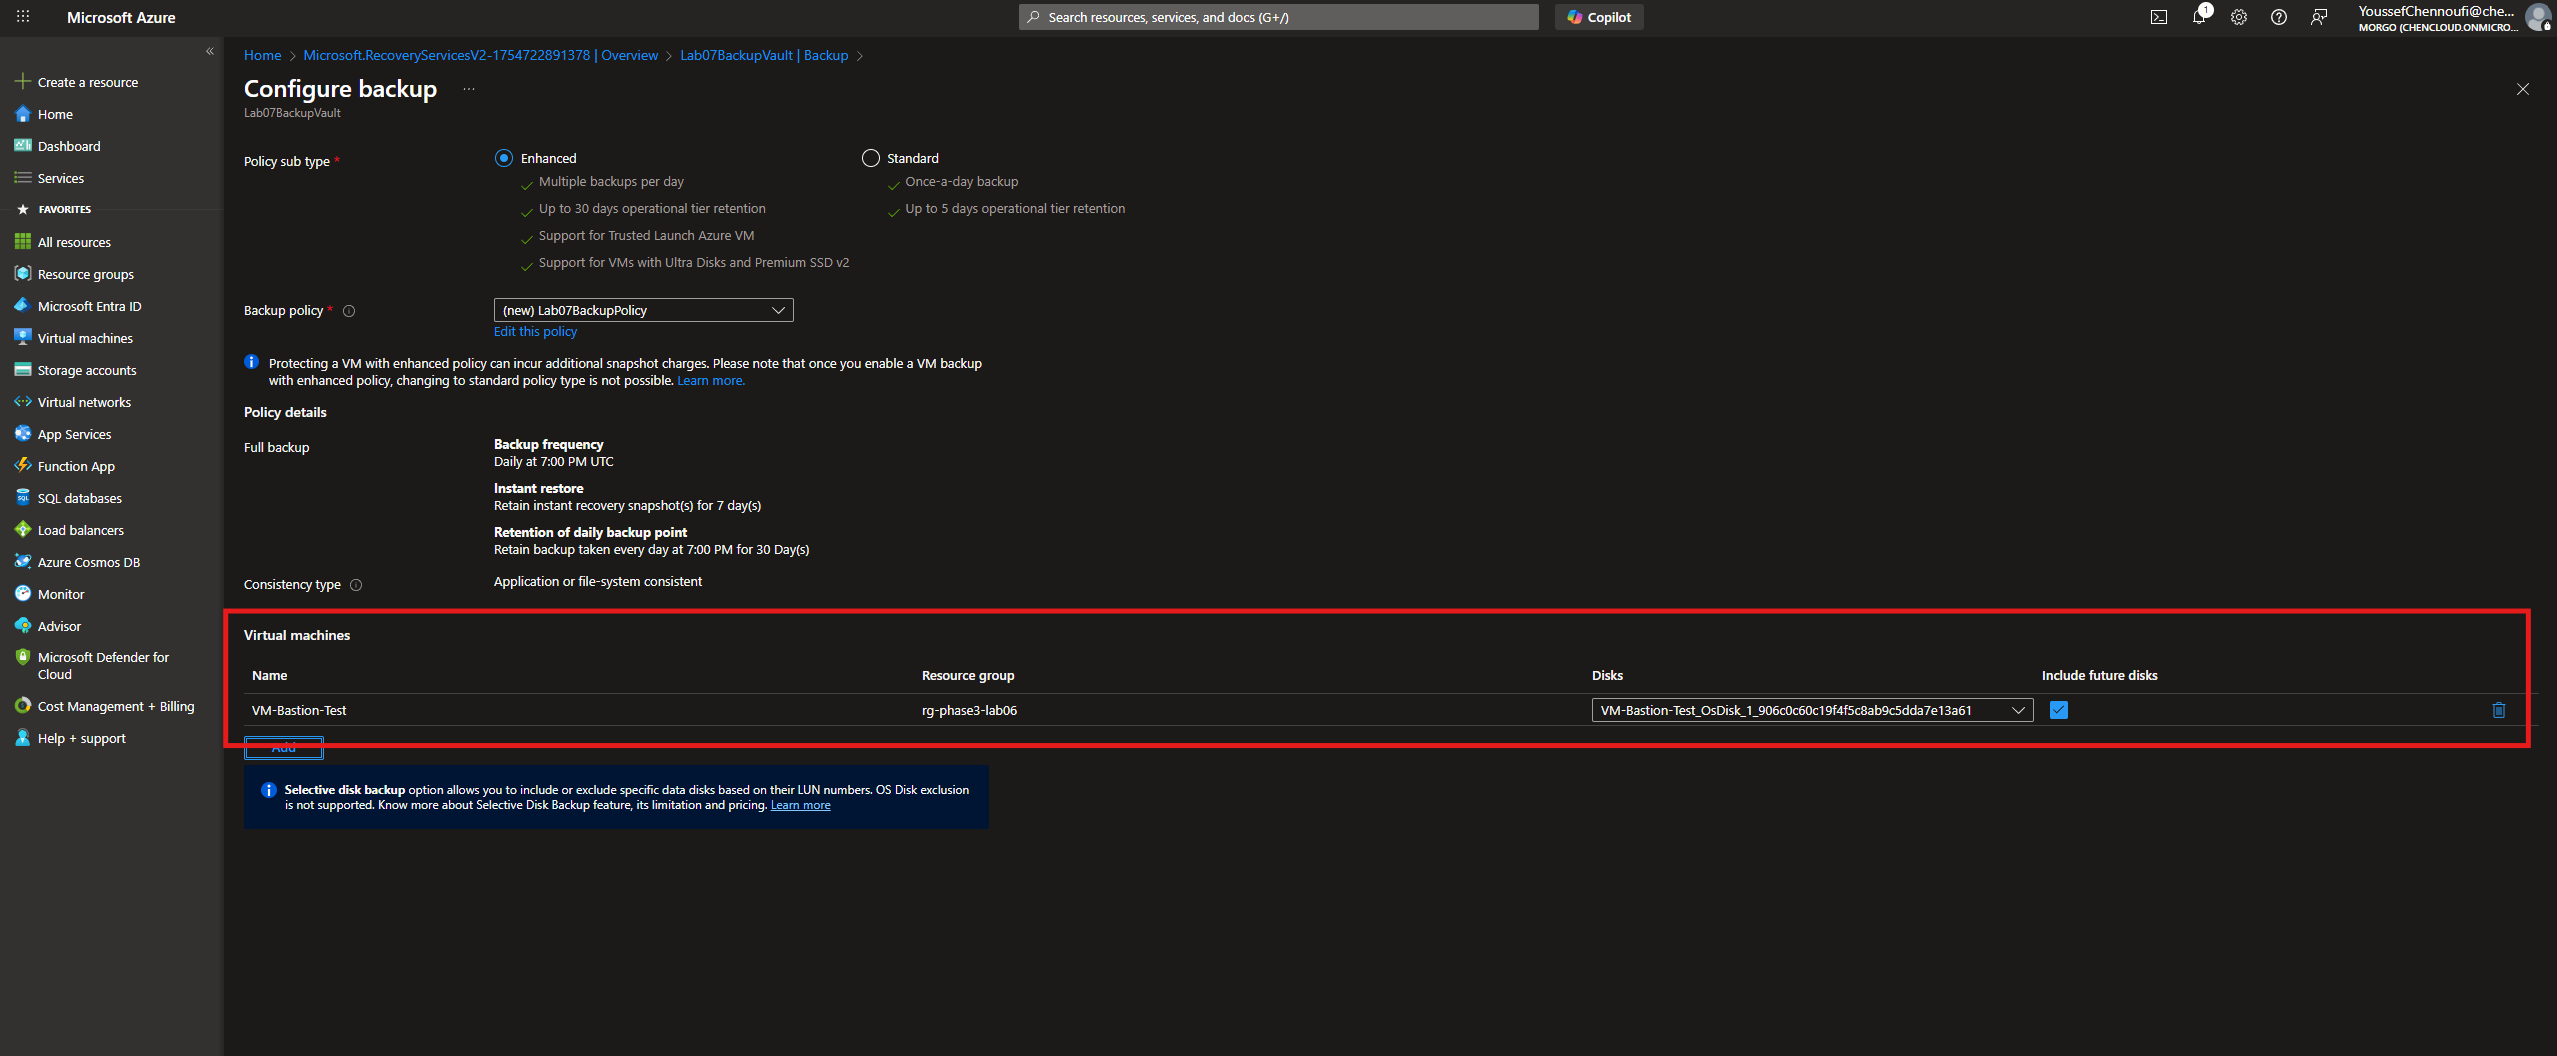 Microsoft Azure
Search resources, services, and docs (G+/)
Copilot
1
YoussefChennoufi@che...
MORGO (CHENCLOUD.ONMICRO...
«
Create a resource
Home
Dashboard
Services
FAVORITES
All resources
Resource groups
Microsoft Entra ID
Virtual machines
Storage accounts
Virtual networks
App Services
Function App
SQL databases
Load balancers
Azure Cosmos DB
Monitor
Advisor
Microsoft Defender for
Cloud
Cost Management + Billing
Help + support
Home > Microsoft.RecoveryServicesV2-1754722891378 | Overview > Lab07BackupVault | Backup >
Configure backup ...
Lab07BackupVault
Policy sub type *
Enhanced
Multiple backups per day
Up to 30 days operational tier retention
Support for Trusted Launch Azure VM
Support for VMs with Ultra Disks and Premium SSD v2
Standard
Once-a-day backup
Up to 5 days operational tier retention
Backup policy *
(new) Lab07BackupPolicy
Edit this policy
Protecting a VM with enhanced policy can incur additional snapshot charges. Please note that once you enable a VM backup
with enhanced policy, changing to standard policy type is not possible. Learn more.
Policy details
Full backup
Backup frequency
Daily at 7:00 PM UTC
Instant restore
Retain instant recovery snapshot(s) for 7 day(s)
Retention of daily backup point
Retain backup taken every day at 7:00 PM for 30 Day(s)
Consistency type
Application or file-system consistent
Virtual machines
Name Resource group Disks Include future disks
VM-Bastion-Test rg-phase3-lab06 VM-Bastion-Test_OsDisk_1_906c0c60c19f4f5c8ab9c5dda7e13a61
Add
Selective disk backup option allows you to include or exclude specific data disks based on their LUN numbers. OS Disk exclusion
is not supported. Know more about Selective Disk Backup feature, its limitation and pricing. Learn more